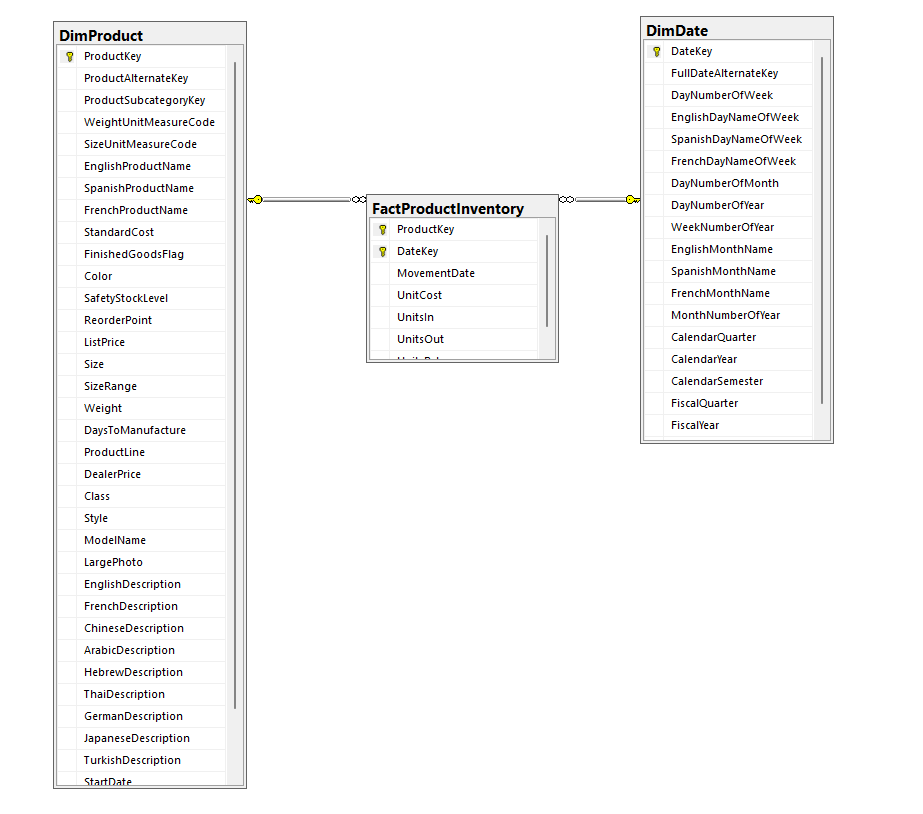 DimProduct
ProductKey
ProductAlternateKey
ProductSubcategoryKey
WeightUnitMeasureCode
SizeUnitMeasureCode
EnglishProductName
SpanishProductName
FrenchProductName
StandardCost
FinishedGoodsFlag
Color
SafetyStockLevel
ReorderPoint
ListPrice
Size
SizeRange
Weight
DaysToManufacture
ProductLine
DealerPrice
Class
Style
ModelName
LargePhoto
EnglishDescription
FrenchDescription
ChineseDescription
ArabicDescription
HebrewDescription
ThaiDescription
GermanDescription
JapaneseDescription
TurkishDescription
StartDate
FactProductInventory
ProductKey
DateKey
MovementDate
UnitCost
UnitsIn
UnitsOut
DimDate
DateKey
FullDateAlternateKey
DayNumberOfWeek
EnglishDayNameOfWeek
SpanishDayNameOfWeek
FrenchDayNameOfWeek
DayNumberOfMonth
DayNumberOfYear
WeekNumberOfYear
EnglishMonthName
SpanishMonthName
FrenchMonthName
MonthNumberOfYear
CalendarQuarter
CalendarYear
CalendarSemester
FiscalQuarter
FiscalYear